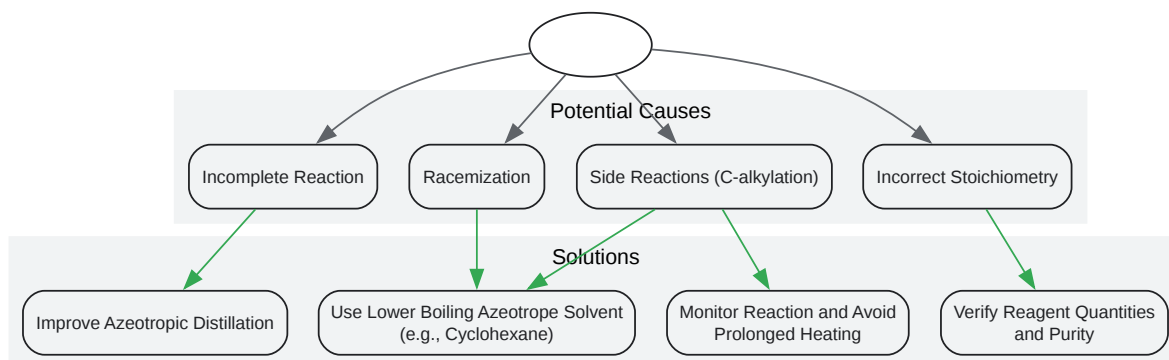 Potential Causes
Incomplete Reaction
Racemization
Side Reactions (C-alkylation)
Incorrect Stoichiometry
Solutions
Improve Azeotropic Distillation
Use Lower Boiling Azeotrope Solvent
(e.g., Cyclohexane)
Monitor Reaction and Avoid
Prolonged Heating
Verify Reagent Quantities
and Purity